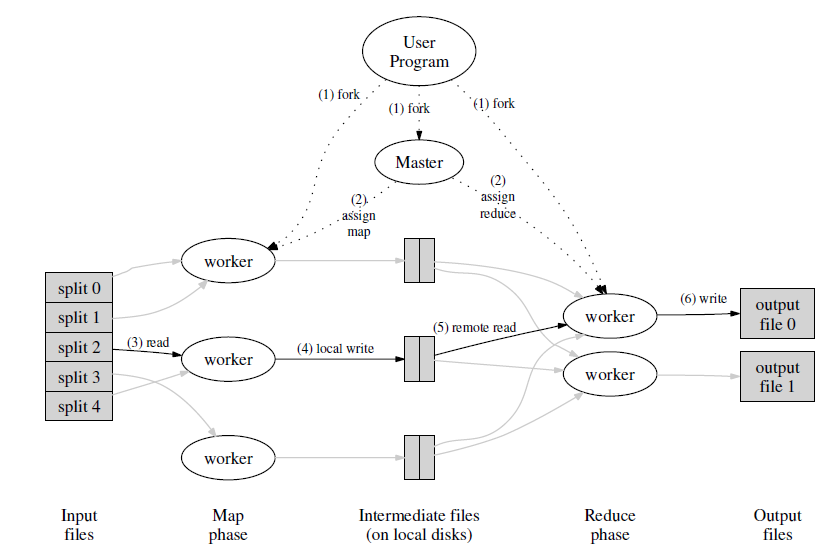 User
Program
(1) fork
(1) fork
(1) fork
Master
(2)
assign
map
(2)
assign
reduce
worker
split 0
split 1
split 2
split 3
split 4
(3) read
worker
(4) local write
worker
(5) remote read
worker
worker
(6) write
output
file 0
output
file 1
Input
files
Map
phase
Intermediate files
(on local disks)
Reduce
phase
Output
files